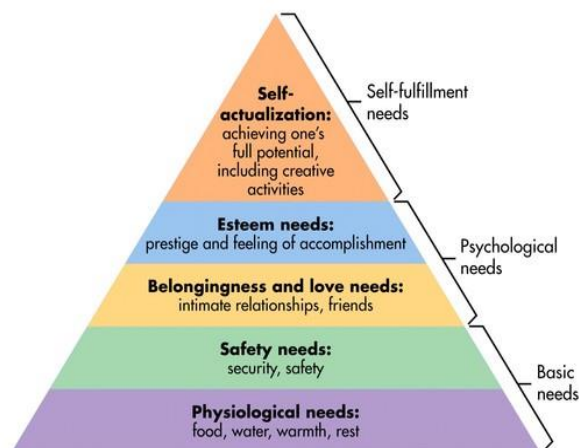 Self-
actualization:
achieving one's
full potential,
including creative
activities
Self-fulfillment
needs
Esteem needs:
prestige and feeling of accomplishment
Belongingness and love needs:
intimate relationships, friends
Psychological
needs
Safety needs:
security, safety
Physiological needs:
food, water, warmth, rest
Basic
needs